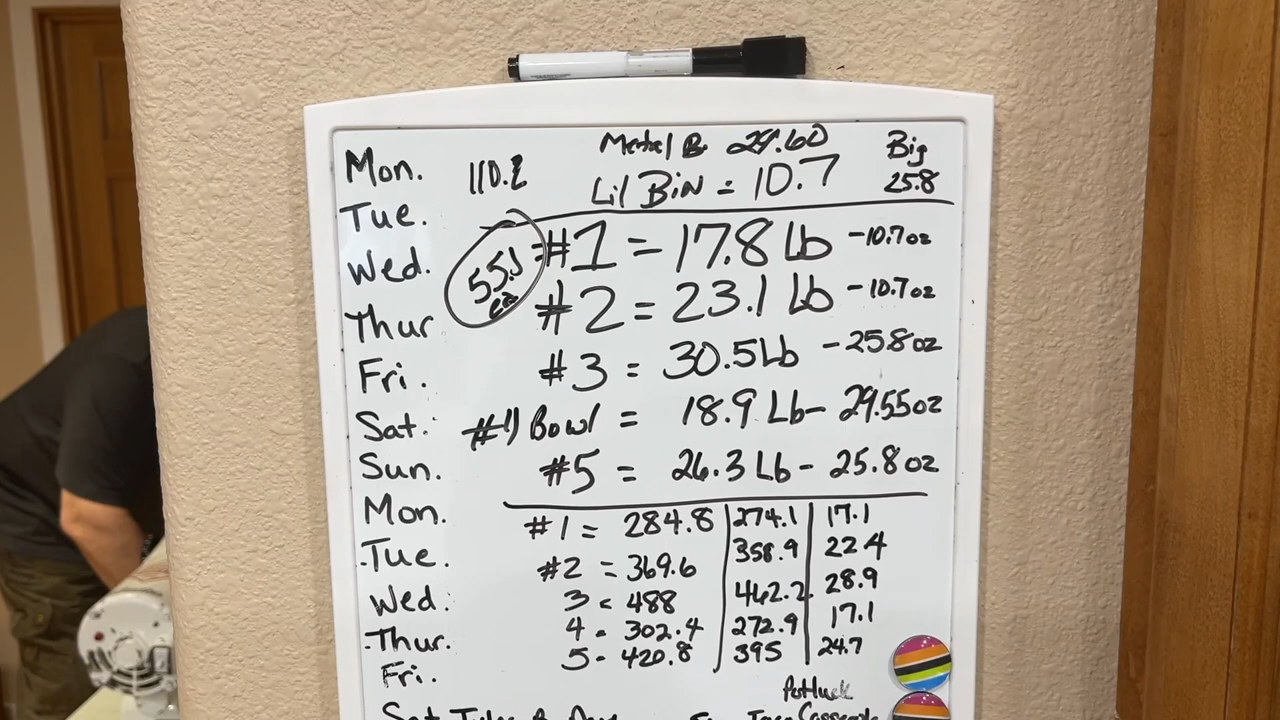 Mon. 110.2 Metal B. 29.60 Big
Lil Bin = 10.7 25.8
Tue.
Wed. 55.1 #1 = 17.8 Lb -10.7oz
ea #2 = 23.1 Lb -10.7oz
Thur
Fri. #3 = 30.5Lb -25.8oz
Sat. #4) Bowl = 18.9 Lb- 29.55oz
Sun. #5 = 26.3 Lb- 25.8oz
Mon. #1 = 284.8 274.1 17.1
Tue. #2 = 369.6 358.9 22.4
Wed. 3 = 488 462.2 28.9
Thur. 4 = 302.4 272.9 17.1
Fri. 5 - 420.8 395 24.7
Potluck
Sat